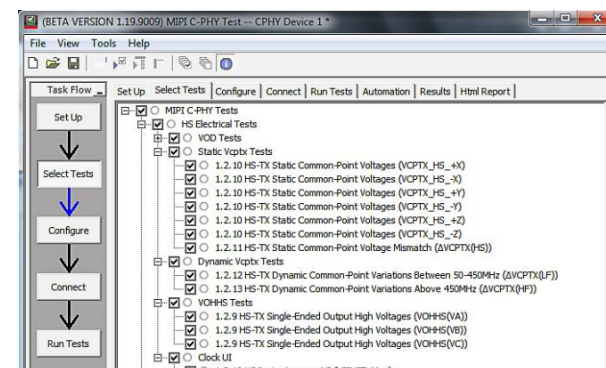 (BETA VERSION 1.19.9009) MIPI C-PHY Test -- CPHY Device 1 *
File View Tools Help
Task Flow
Set Up
Select Tests
Configure
Connect
Run Tests
Set Up Select Tests Configure Connect Run Tests Automation Results Html Report
MIPI C-PHY Tests
HS Electrical Tests
VOD Tests
Static Vcptx Tests
1.2.10 HS-TX Static Common-Point Voltages (VCPTX_HS_+X)
1.2.10 HS-TX Static Common-Point Voltages (VCPTX_HS_-X)
1.2.10 HS-TX Static Common-Point Voltages (VCPTX_HS_+Y)
1.2.10 HS-TX Static Common-Point Voltages (VCPTX_HS_-Y)
1.2.10 HS-TX Static Common-Point Voltages (VCPTX_HS_+Z)
1.2.10 HS-TX Static Common-Point Voltages (VCPTX_HS_-Z)
1.2.11 HS-TX Static Common-Point Voltage Mismatch (ΔVCPTX(HS))
Dynamic Vcptx Tests
1.2.12 HS-TX Dynamic Common-Point Variations Between 50-450MHz (ΔVCPTX(LF))
1.2.13 HS-TX Dynamic Common-Point Variations Above 450MHz (ΔVCPTX(HF))
VOHHS Tests
1.2.9 HS-TX Single-Ended Output High Voltages (VOHHS(VA))
1.2.9 HS-TX Single-Ended Output High Voltages (VOHHS(VB))
1.2.9 HS-TX Single-Ended Output High Voltages (VOHHS(VC))
Clock UI